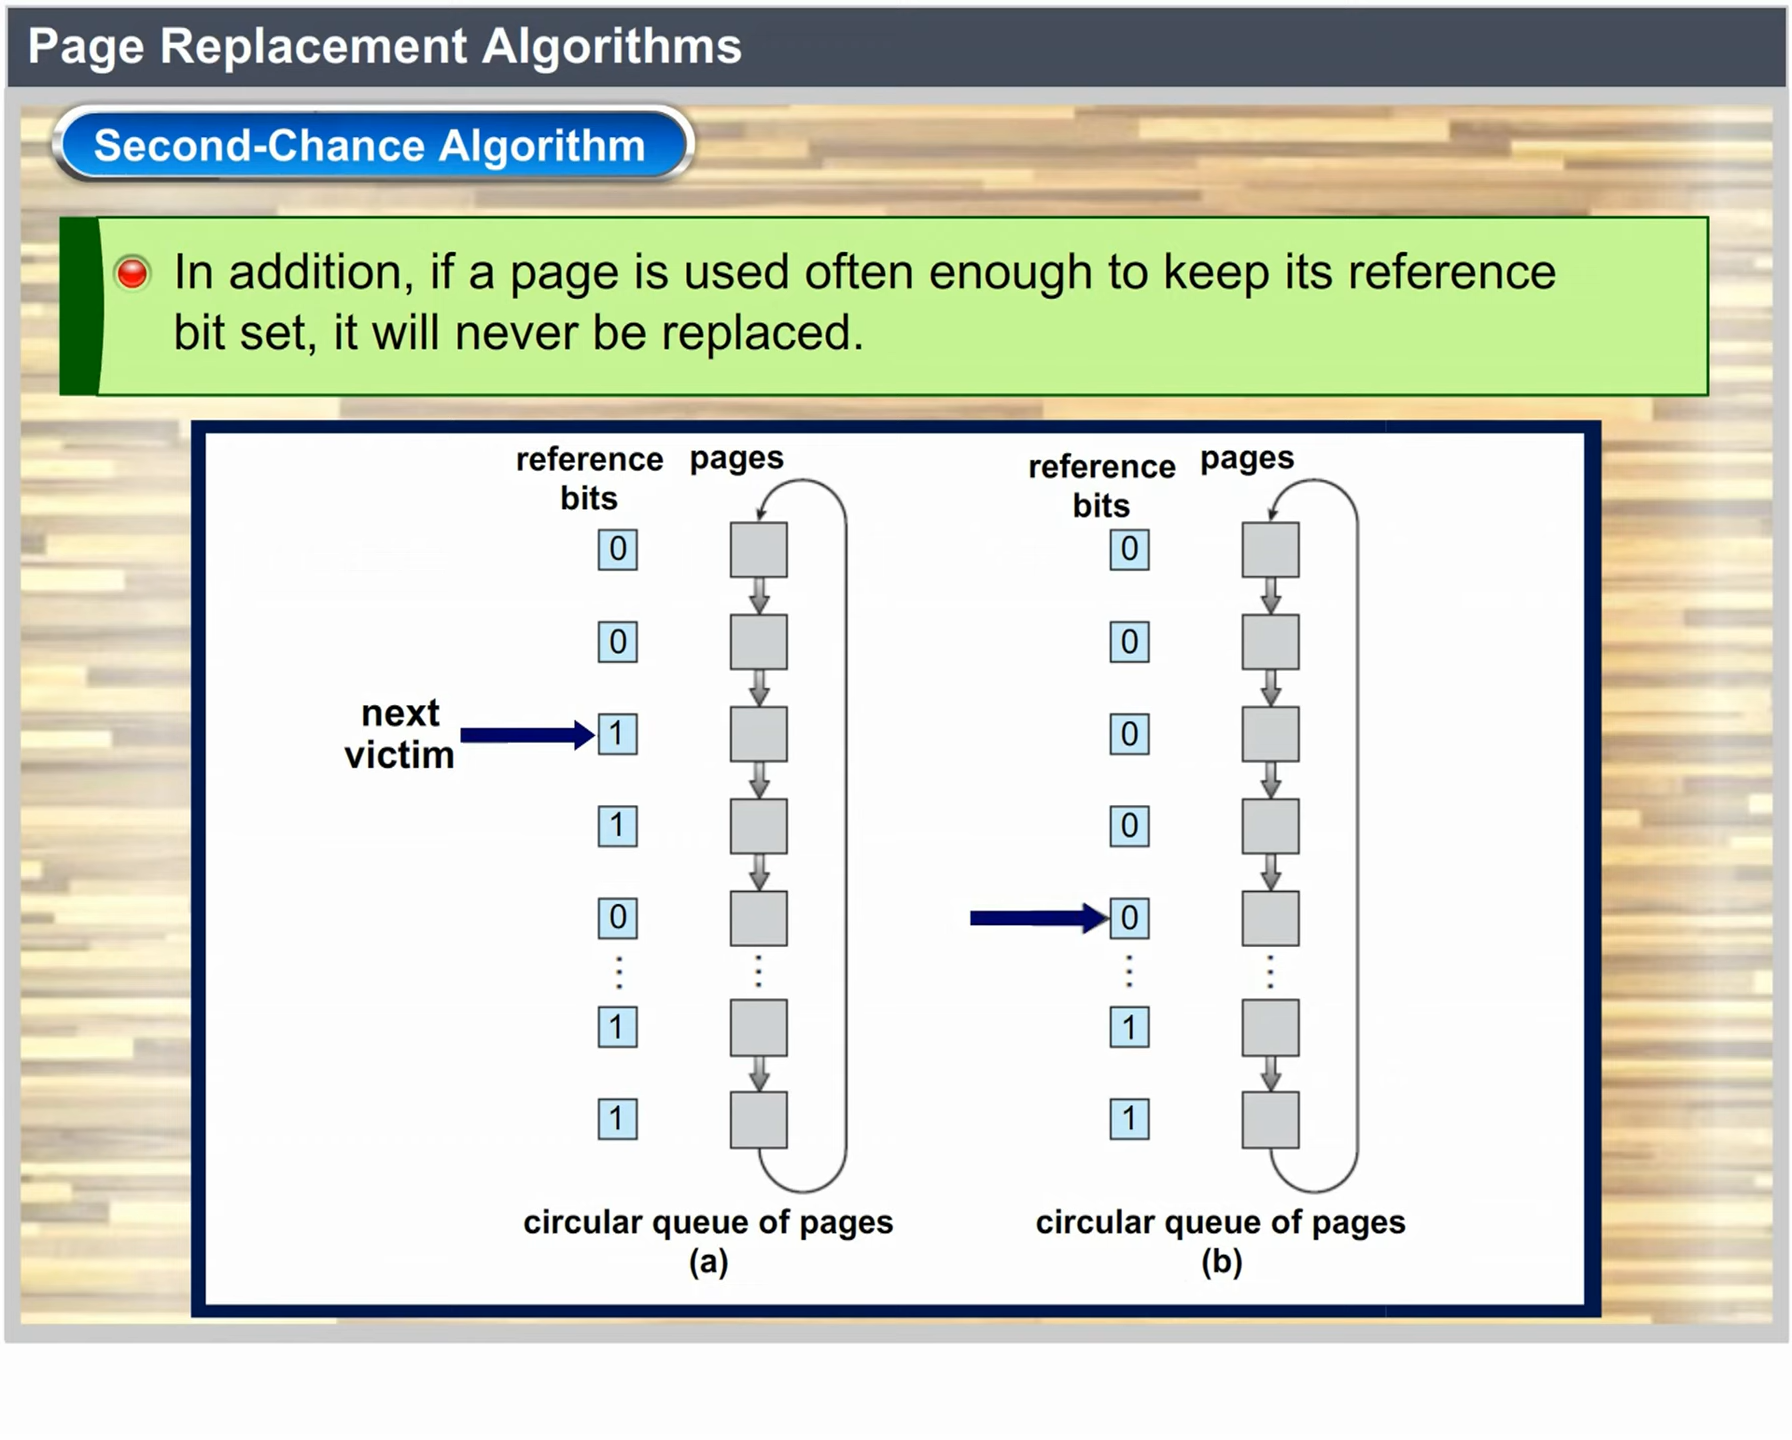 Page Replacement Algorithms
Second-Chance Algorithm
In addition, if a page is used often enough to keep its reference
bit set, it will never be replaced.
reference pages
bits
0
0
next
victim
1
1
0
1
1
circular queue of pages
(a)
reference pages
bits
0
0
0
0
0
1
1
circular queue of pages
(b)